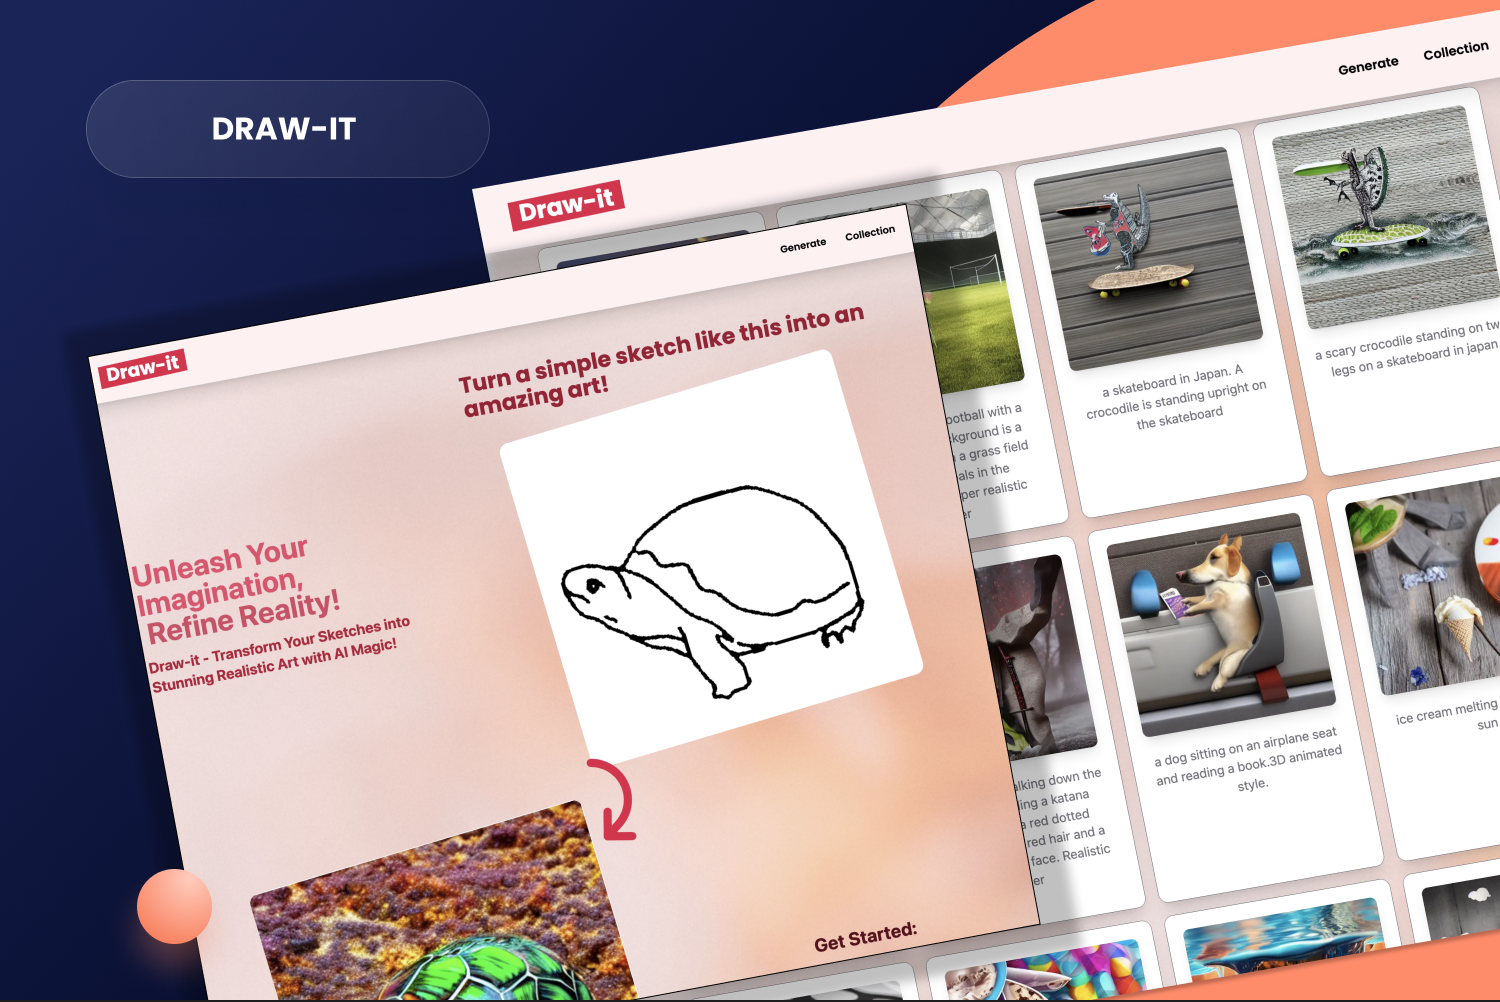 DRAW-IT
Generate
Collection
Draw-it
Generate
Collection
Draw-it
Turn a simple sketch like this into an
amazing art!
Unleash Your
Imagination,
Refine Reality!
Draw-it - Transform Your Sketches into
Stunning Realistic Art with AI Magic!
Get Started:
ootball with a
kground is a
a grass field
als in the
per realistic
er
a skateboard in Japan. A
crocodile is standing upright on
the skateboard
a scary crocodile standing on tw
legs on a skateboard in japan
alking down the
ing a katana
a red dotted
red hair and a
face. Realistic
er
a dog sitting on an airplane seat
and reading a book.3D animated
style.
ice cream melting
sun